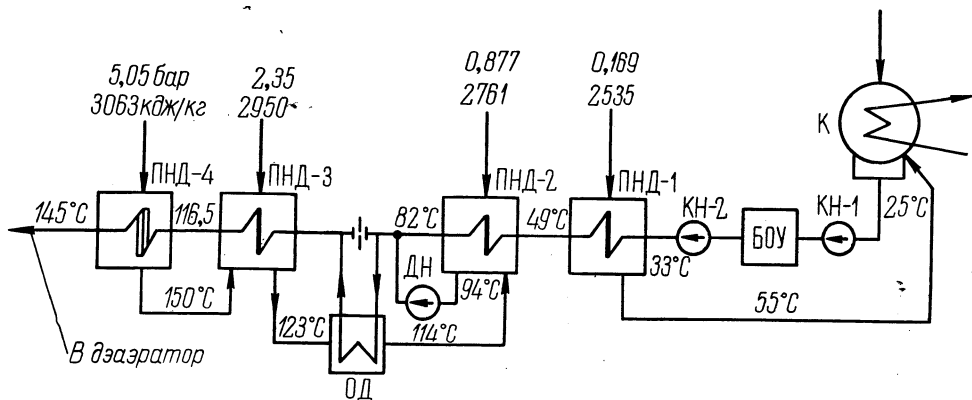 5,05 бар
3063 кдж/кг
2,35
2950
0,877
2761
0,169
2535
К
ПНД-4
ПНД-3
ПНД-2
ПНД-1
КН-2
КН-1
25°С
145°С
116,5
82°С
49°С
БОУ
33°С
ДН
94°С
150°С
123°С
114°С
55°С
В дэаэратор
ОД